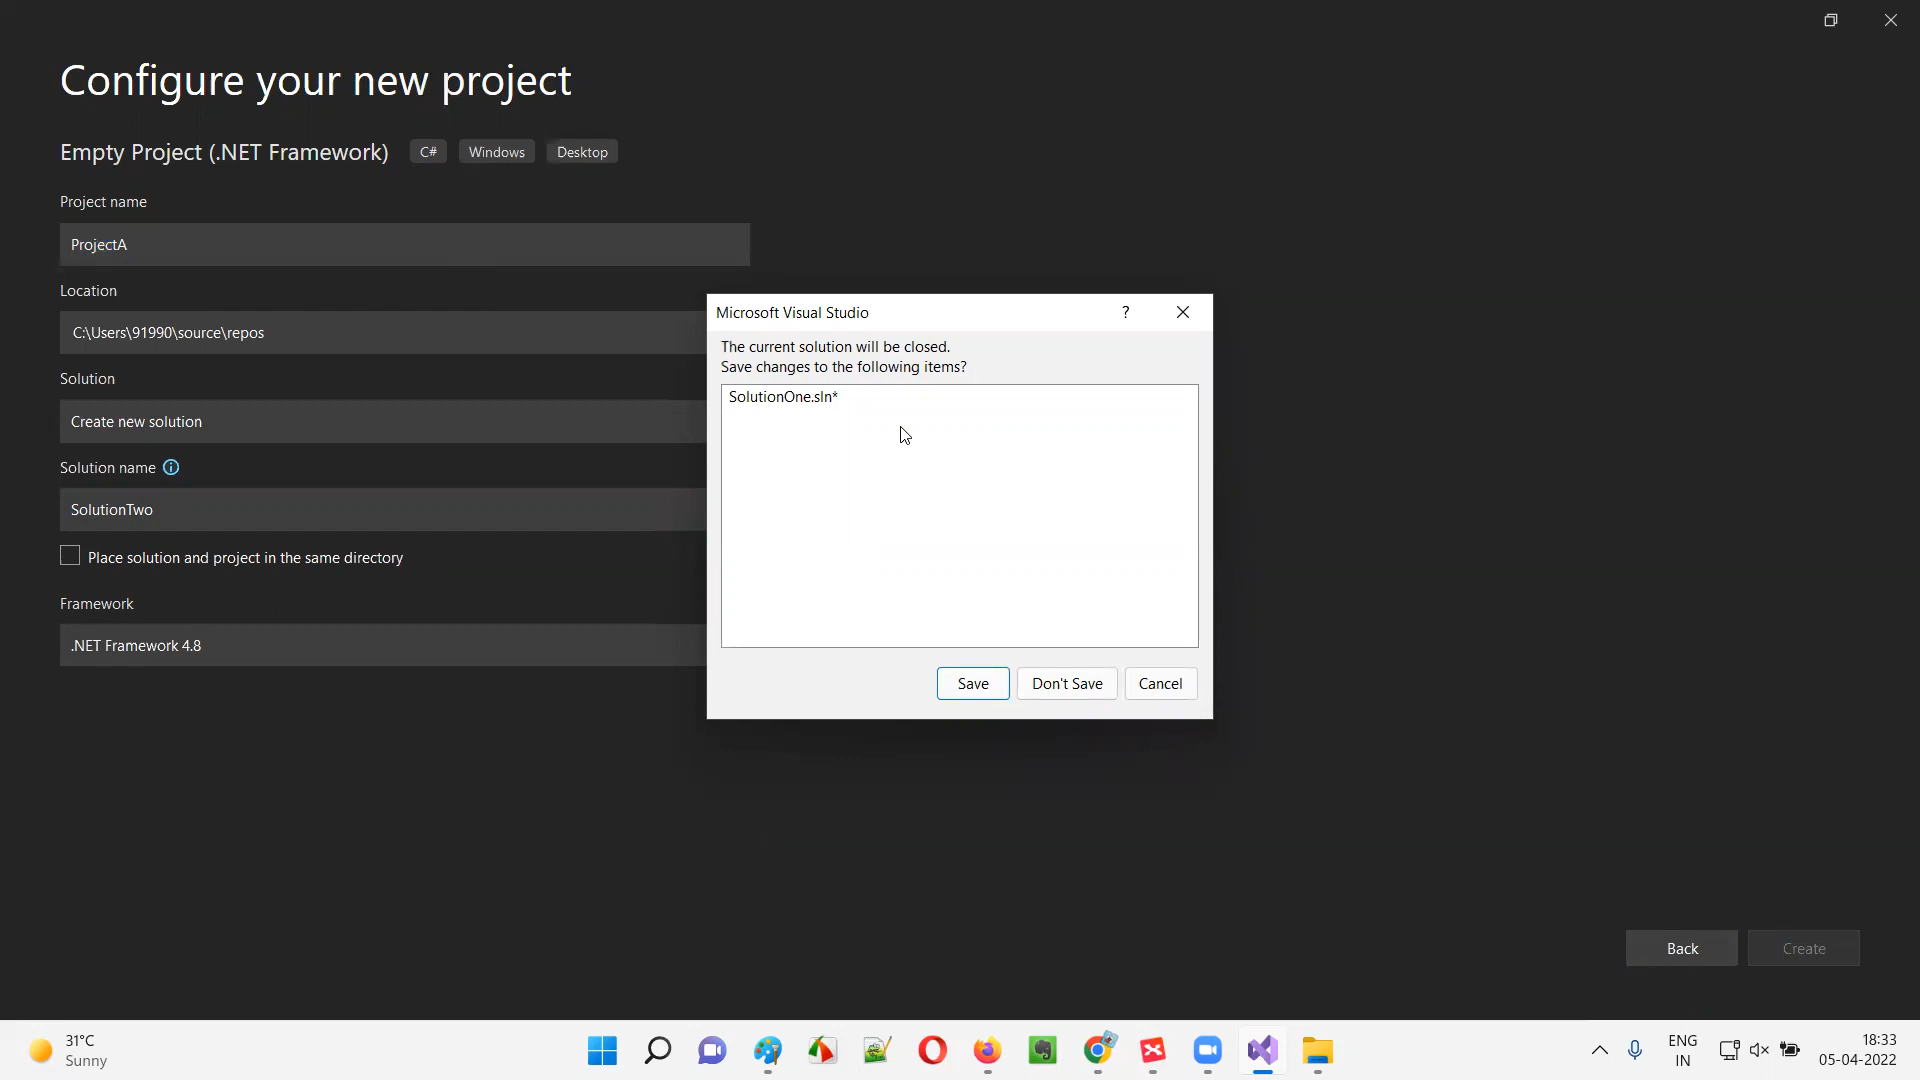 Configure your new project
Empty Project (.NET Framework) C# Windows Desktop
Project name
ProjectA
Location
C:\Users\91990\source\repos
Solution
Create new solution
Solution name
SolutionTwo
Place solution and project in the same directory
Framework
.NET Framework 4.8
Microsoft Visual Studio ?
The current solution will be closed.
Save changes to the following items?
SolutionOne.sln*
Save Don't Save Cancel
Back Create
31°C
Sunny
ENG
IN
18:33
05-04-2022